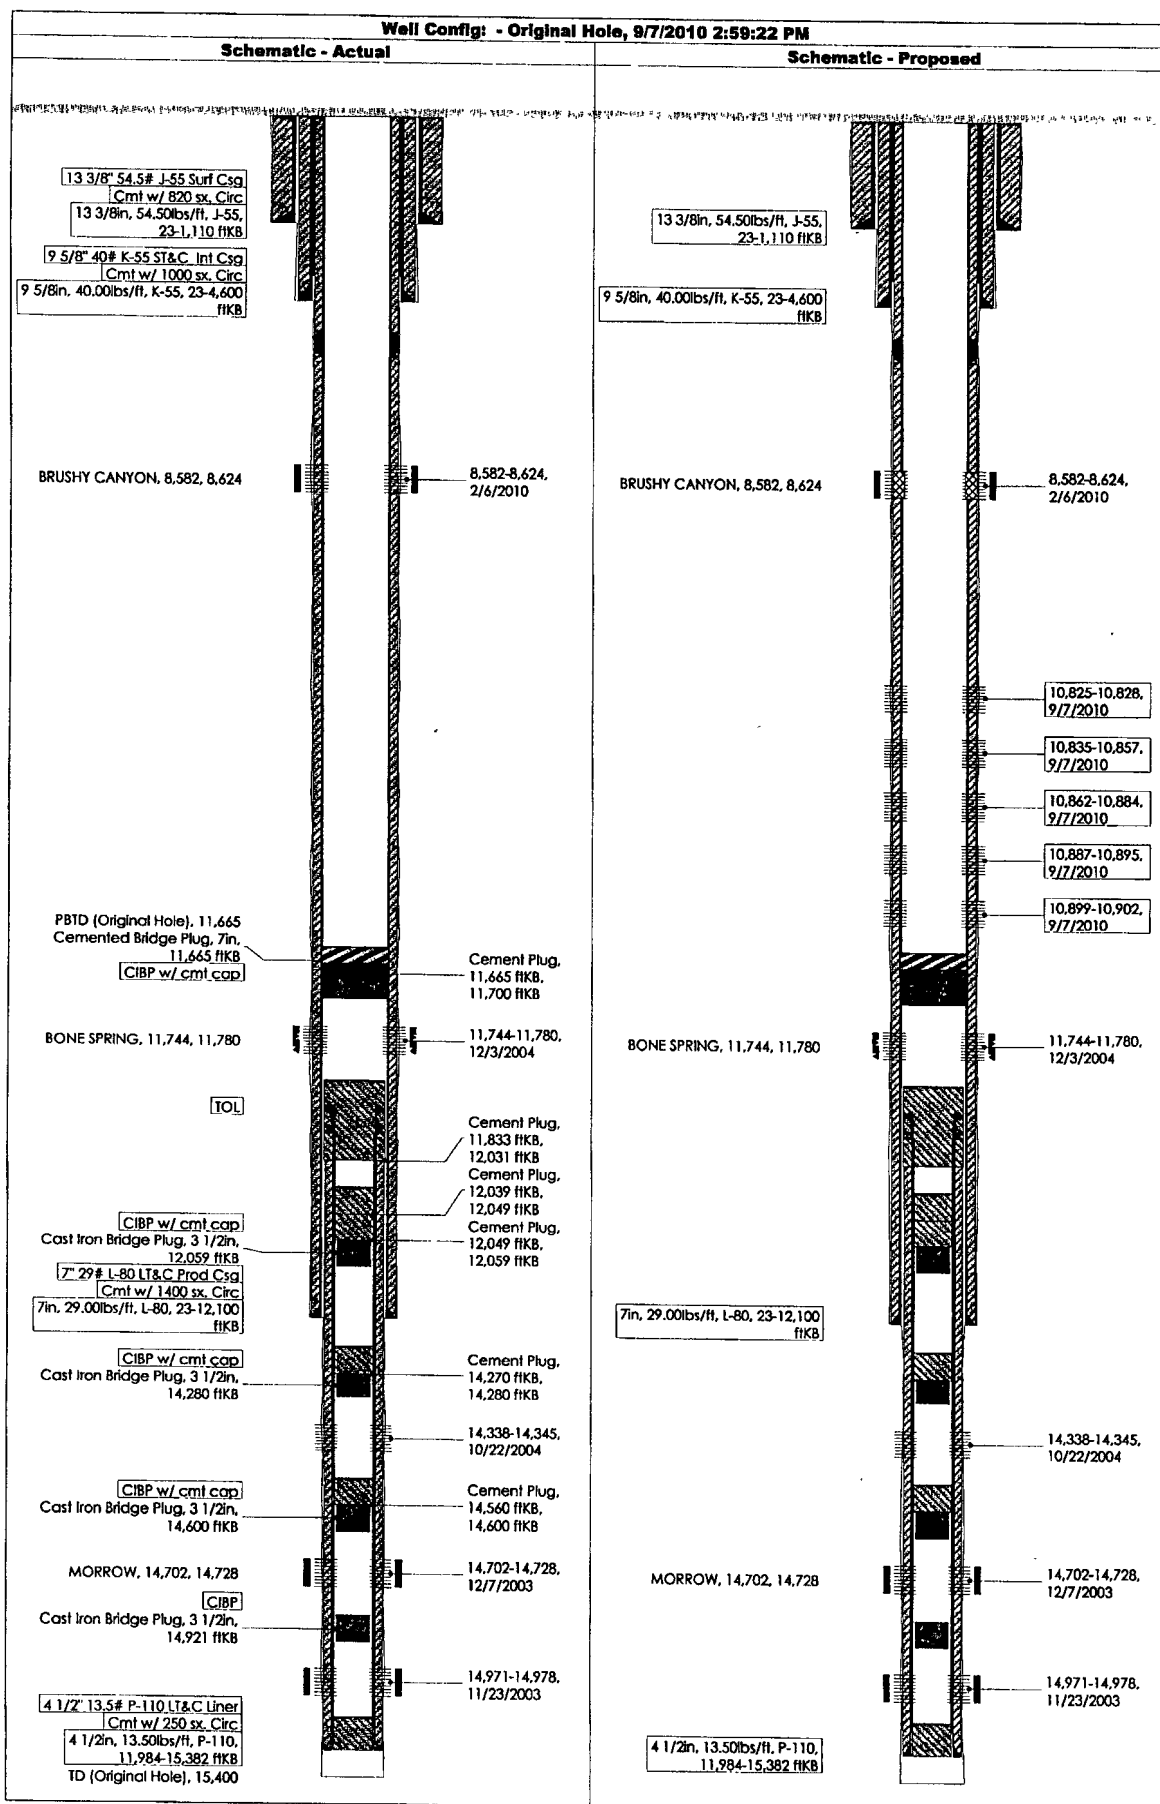 Well Config: - Original Hole, 9/7/2010 2:59:22 PM
Schematic - Actual
13 3/8" 54.5# J-55 Surf Csg
Cmt w/ 820 sx, Circ
13 3/8in, 54.50lbs/ft, J-55,
23-1,110 ftKB
9 5/8" 40# K-55 ST&C Int Csg
Cmt w/ 1000 sx, Circ
9 5/8in, 40.00lbs/ft, K-55, 23-4,600
ftKB
BRUSHY CANYON, 8,582, 8,624
8,582-8,624,
2/6/2010
PBTD (Original Hole), 11,665
Cemented Bridge Plug, 7in,
11,665 ftKB
CIBP w/ cmt cap
Cement Plug,
11,665 ftKB,
11,700 ftKB
BONE SPRING, 11,744, 11,780
11,744-11,780,
12/3/2004
TOL
Cement Plug,
11,833 ftKB,
12,031 ftKB
Cement Plug,
12,039 ftKB,
12,049 ftKB
CIBP w/ cmt cap
Cast Iron Bridge Plug, 3 1/2in,
12,059 ftKB
Cement Plug,
12,049 ftKB,
12,059 ftKB
7" 29# L-80 LT&C Prod Csg
Cmt w/ 1400 sx, Circ
7in, 29.00lbs/ft, L-80, 23-12,100
ftKB
CIBP w/ cmt cap
Cast Iron Bridge Plug, 3 1/2in,
14,280 ftKB
Cement Plug,
14,270 ftKB,
14,280 ftKB
14,338-14,345,
10/22/2004
CIBP w/ cmt cap
Cast Iron Bridge Plug, 3 1/2in,
14,600 ftKB
Cement Plug,
14,560 ftKB,
14,600 ftKB
MORROW, 14,702, 14,728
14,702-14,728,
12/7/2003
CIBP
Cast Iron Bridge Plug, 3 1/2in,
14,921 ftKB
14,971-14,978,
11/23/2003
4 1/2" 13.5# P-110 LT&C Liner
Cmt w/ 250 sx, Circ
4 1/2in, 13.50lbs/ft, P-110,
11,984-15,382 ftKB
TD (Original Hole), 15,400
Schematic - Proposed
13 3/8in, 54.50lbs/ft, J-55,
23-1,110 ftKB
9 5/8in, 40.00lbs/ft, K-55, 23-4,600
ftKB
BRUSHY CANYON, 8,582, 8,624
8,582-8,624,
2/6/2010
10,825-10,828,
9/7/2010
10,835-10,857,
9/7/2010
10,862-10,884,
9/7/2010
10,887-10,895,
9/7/2010
10,899-10,902,
9/7/2010
BONE SPRING, 11,744, 11,780
11,744-11,780,
12/3/2004
7in, 29.00lbs/ft, L-80, 23-12,100
ftKB
14,338-14,345,
10/22/2004
MORROW, 14,702, 14,728
14,702-14,728,
12/7/2003
14,971-14,978,
11/23/2003
4 1/2in, 13.50lbs/ft, P-110,
11,984-15,382 ftKB